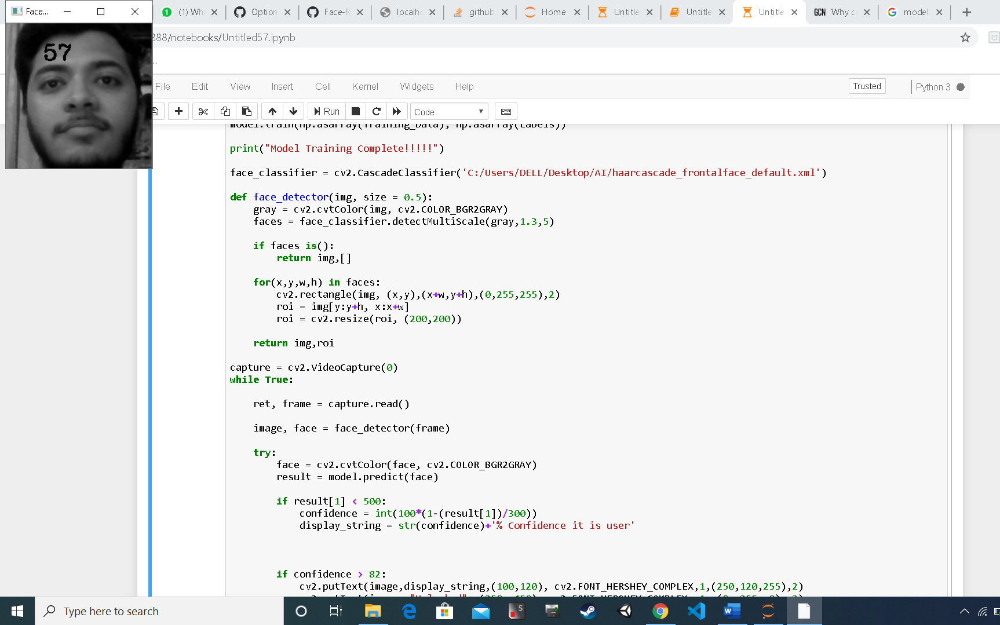 Face...
57
(1) Wh
Option
Face-R
localho
github
Home
Untitle
Untitle
Untitle
GCN Why c
model
388/notebooks/Untitled57.ipynb
..
File Edit View Insert Cell Kernel Widgets Help Trusted Python 3
Run Code
model.train(np.asarray(Training_Data), np.asarray(Labels))
print("Model Training Complete!!!!!")
face_classifier = cv2.CascadeClassifier('C:/Users/DELL/Desktop/AI/haarcascade_frontalface_default.xml')
def face_detector(img, size = 0.5):
    gray = cv2.cvtColor(img, cv2.COLOR_BGR2GRAY)
    faces = face_classifier.detectMultiScale(gray,1.3,5)
    if faces is():
        return img,[]
    for(x,y,w,h) in faces:
        cv2.rectangle(img, (x,y),(x+w,y+h),(0,255,255),2)
        roi = img[y:y+h, x:x+w]
        roi = cv2.resize(roi, (200,200))
    return img,roi
capture = cv2.VideoCapture(0)
while True:
    ret, frame = capture.read()
    image, face = face_detector(frame)
    try:
        face = cv2.cvtColor(face, cv2.COLOR_BGR2GRAY)
        result = model.predict(face)
        if result[1] < 500:
            confidence = int(100*(1-(result[1])/300))
            display_string = str(confidence)+'% Confidence it is user'
        if confidence > 82:
            cv2.putText(image,display_string,(100,120), cv2.FONT_HERSHEY_COMPLEX,1,(250,120,255),2)
Type here to search